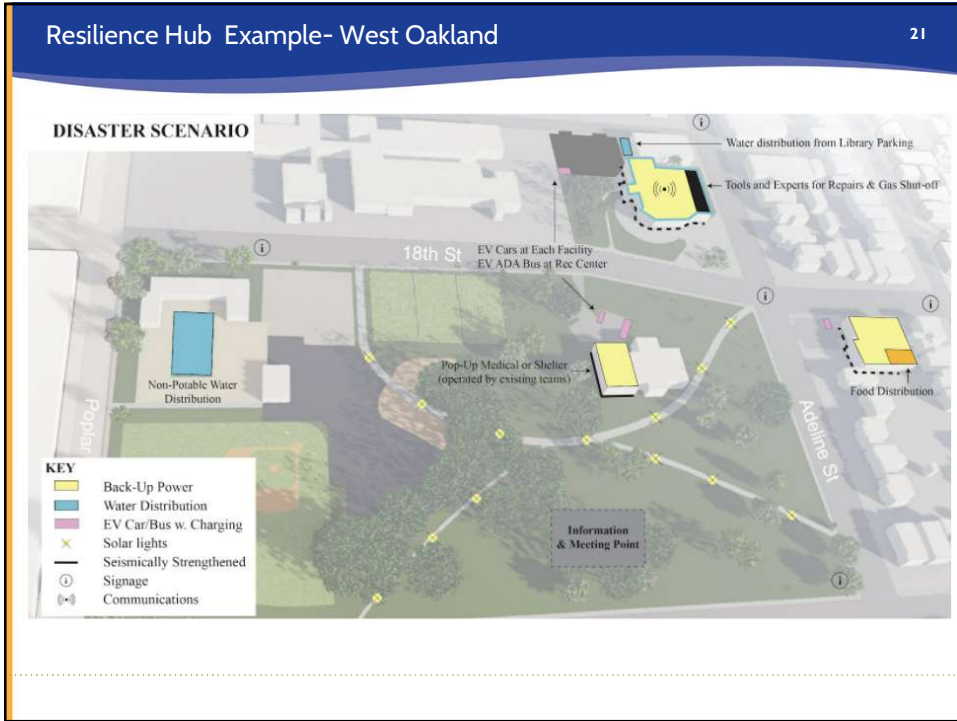 Resilience Hub Example- West Oakland
21
DISASTER SCENARIO
i
Water distribution from Library Parking
Tools and Experts for Repairs & Gas Shut-off
i
18th St
EV Cars at Each Facility
EV ADA Bus at Rec Center
i
i
Pop-Up Medical or Shelter
(operated by existing teams)
Non-Potable Water
Distribution
Food Distribution
Poplar
Adeline St
KEY
Back-Up Power
Water Distribution
EV Car/Bus w. Charging
Solar lights
Seismically Strengthened
i
Signage
Communications
Information
& Meeting Point
i